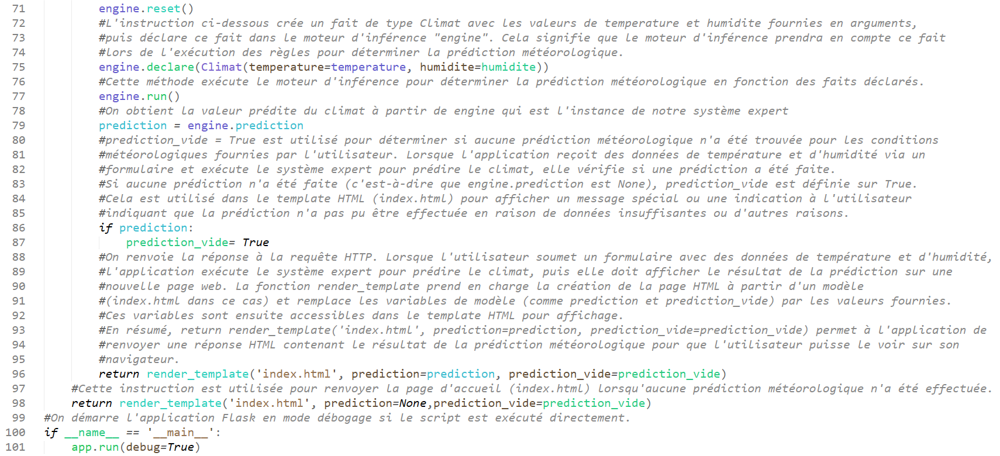 71 engine.reset()
72 #L'instruction ci-dessous crée un fait de type Climat avec les valeurs de temperature et humidite fournies en arguments,
73 #puis déclare ce fait dans le moteur d'inférence "engine". Cela signifie que le moteur d'inférence prendra en compte ce fait
74 #lors de l'exécution des règles pour déterminer la prédiction météorologique.
75 engine.declare(Climat(temperature=temperature, humidite=humidite))
76 #Cette méthode exécute le moteur d'inférence pour déterminer la prédiction météorologique en fonction des faits déclarés.
77 engine.run()
78 #On obtient la valeur prédite du climat à partir de engine qui est l'instance de notre système expert
79 prediction = engine.prediction
80 #prediction_vide = True est utilisé pour déterminer si aucune prédiction météorologique n'a été trouvée pour les conditions
81 #météorologiques fournies par l'utilisateur. Lorsque l'application reçoit des données de température et d'humidité via un
82 #formulaire et exécute le système expert pour prédire le climat, elle vérifie si une prédiction a été faite.
83 #Si aucune prédiction n'a été faite (c'est-à-dire que engine.prediction est None), prediction_vide est définie sur True.
84 #Cela est utilisé dans le template HTML (index.html) pour afficher un message spécial ou une indication à l'utilisateur
85 #indiquant que la prédiction n'a pas pu être effectuée en raison de données insuffisantes ou d'autres raisons.
86 if prediction:
87 prediction_vide= True
88 #On renvoie la réponse à la requête HTTP. Lorsque l'utilisateur soumet un formulaire avec des données de température et d'humidité,
89 #l'application exécute le système expert pour prédire le climat, puis elle doit afficher le résultat de la prédiction sur une
90 #nouvelle page web. La fonction render_template prend en charge la création de la page HTML à partir d'un modèle
91 #(index.html dans ce cas) et remplace les variables de modèle (comme prediction et prediction_vide) par les valeurs fournies.
92 #Ces variables sont ensuite accessibles dans le template HTML pour affichage.
93 #En résumé, return render_template('index.html', prediction=prediction, prediction_vide=prediction_vide) permet à l'application de
94 #renvoyer une réponse HTML contenant le résultat de la prédiction météorologique pour que l'utilisateur puisse le voir sur son
95 #navigateur.
96 return render_template('index.html', prediction=prediction, prediction_vide=prediction_vide)
97 #Cette instruction est utilisée pour renvoyer la page d'accueil (index.html) lorsqu'aucune prédiction météorologique n'a été effectuée.
98 return render_template('index.html', prediction=None,prediction_vide=prediction_vide)
99 #On démarre l'application Flask en mode débogage si le script est exécuté directement.
100 if __name__ == '__main__':
101 app.run(debug=True)